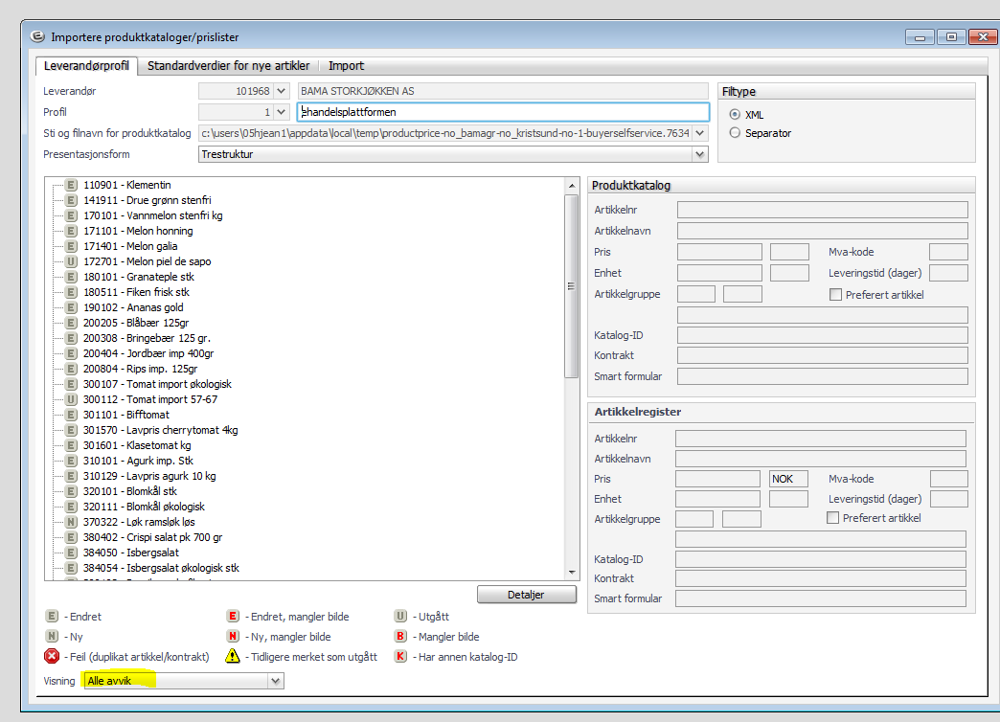 Importere produktkataloger/prislister
Leverandørprofil Standardverdier for nye artikler Import
Leverandør 101968 BAMA STORKJØKKEN AS
Profil 1 ehandelsplattformen
Sti og filnavn for produktkatalog c:\users\05hjean1\appdata\local\temp\productprice-no_bamagr-no_kristsund-no-1-buyerselfservice.7634
Presentasjonsform Trestruktur
Filtype
XML
Separator
E 110901 - Klementin
E 141911 - Drue grønn stenfri
E 170101 - Vannmelon stenfri kg
E 171101 - Melon honning
E 171401 - Melon galia
U 172701 - Melon piel de sapo
E 180101 - Granateple stk
E 180511 - Fiken frisk stk
E 190102 - Ananas gold
E 200205 - Blåbær 125gr
E 200308 - Bringebær 125 gr.
E 200404 - Jordbær imp 400gr
E 200804 - Rips imp. 125gr
E 300107 - Tomat import økologisk
U 300112 - Tomat import 57-67
E 301101 - Bifftomat
E 301570 - Lavpris cherrytomat 4kg
E 301601 - Klasetomat kg
E 310101 - Agurk imp. Stk
E 310129 - Lavpris agurk 10 kg
E 320101 - Blomkål stk
E 320111 - Blomkål økologisk
N 370322 - Løk ramsløk løs
E 380402 - Crispi salat pk 700 gr
E 384050 - Isbergsalat
E 384054 - Isbergsalat økologisk stk
Produktkatalog
Artikkelnr
Artikkelnavn
Pris Mva-kode
Enhet Leveringstid (dager)
Artikkelgruppe Preferert artikkel
Katalog-ID
Kontrakt
Smart formular
Artikkelregister
Artikkelnr
Artikkelnavn
Pris NOK Mva-kode
Enhet Leveringstid (dager)
Artikkelgruppe Preferert artikkel
Katalog-ID
Kontrakt
Smart formular
Detaljer
E - Endret E - Endret, mangler bilde U - Utgått
N - Ny N - Ny, mangler bilde B - Mangler bilde
- Feil (duplikat artikkel/kontrakt) - Tidligere merket som utgått K - Har annen katalog-ID
Visning Alle avvik